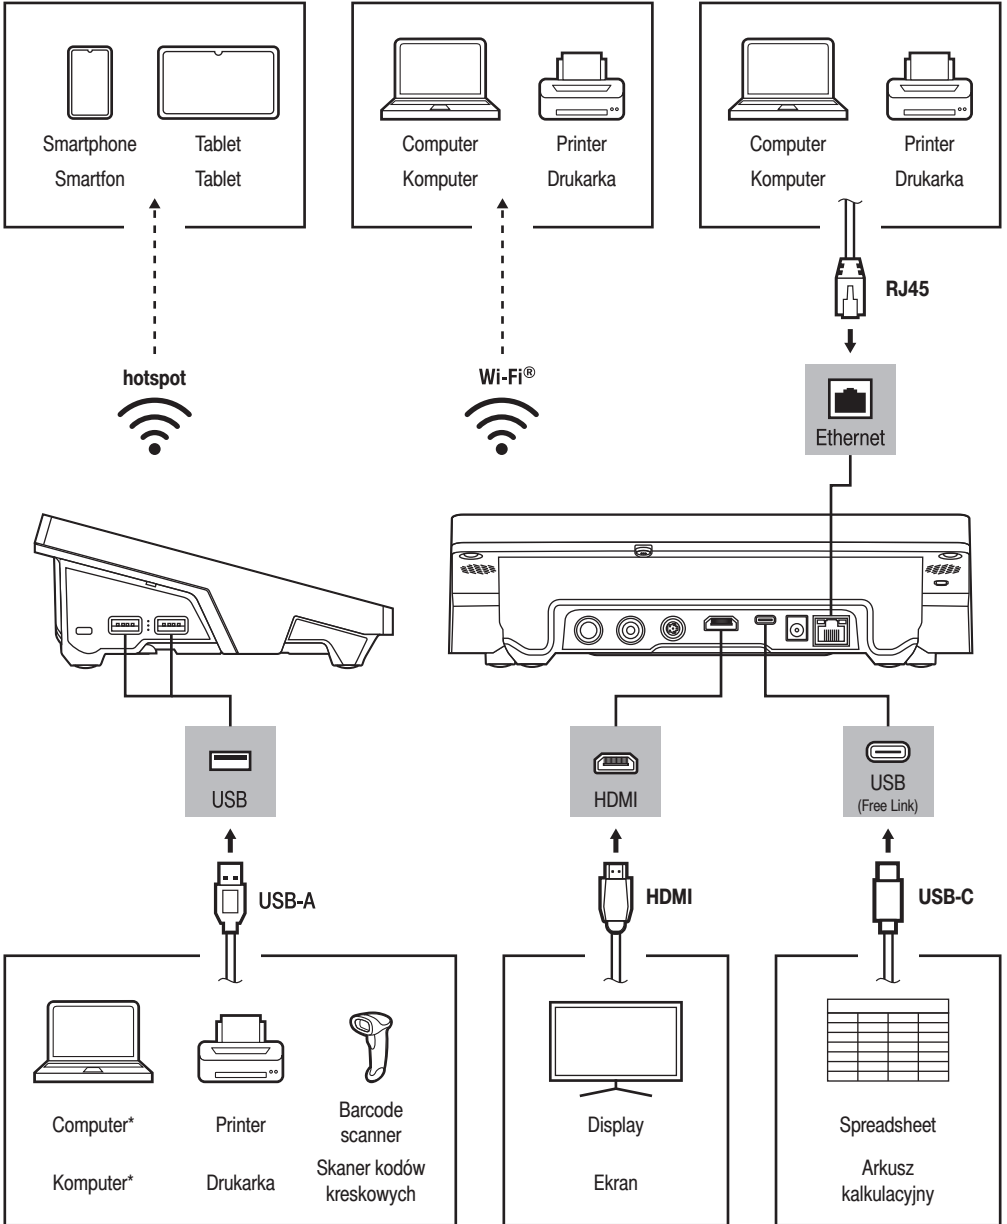 Smartphone
Smartfon
Tablet
Tablet
Computer
Komputer
Printer
Drukarka
Computer
Komputer
Printer
Drukarka
RJ45
hotspot
Wi-Fi®
Ethernet
USB
HDMI
USB
(Free Link)
USB-A
HDMI
USB-C
Computer*
Komputer*
Printer
Drukarka
Barcode
scanner
Skaner kodów
kreskowych
Display
Ekran
Spreadsheet
Arkusz
kalkulacyjny